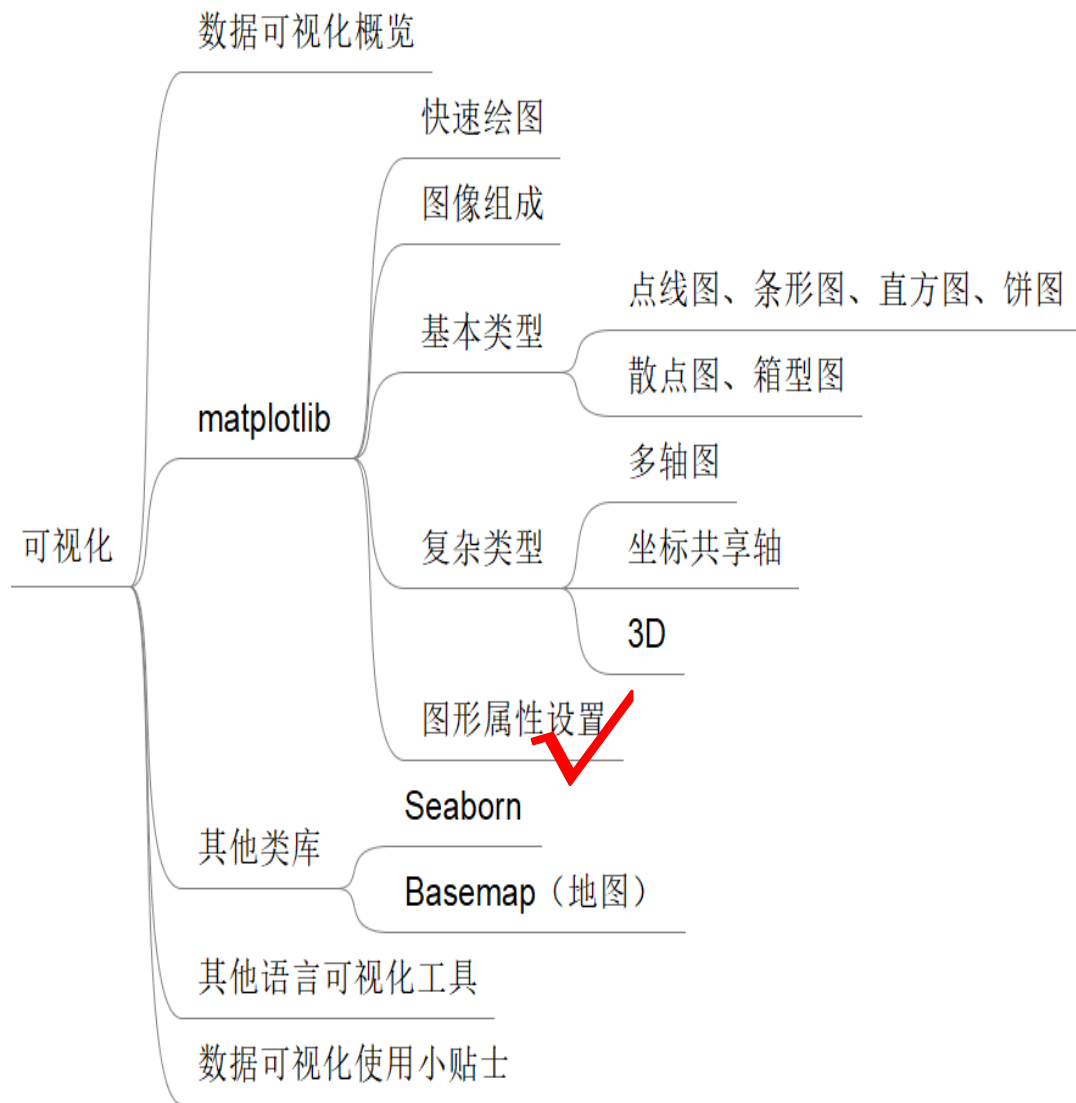 数据可视化概览
快速绘图
图像组成
点线图、条形图、直方图、饼图
基本类型
散点图、箱型图
matplotlib
多轴图
可视化
复杂类型
坐标共享轴
3D
图形属性设置
Seaborn
其他类库
Basemap（地图）
其他语言可视化工具
数据可视化使用小贴士